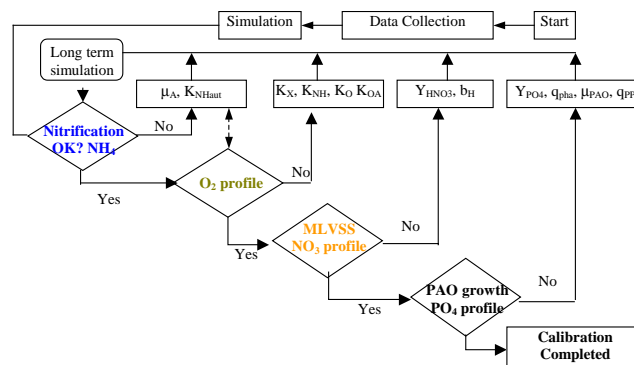 Simulation
Data Collection
Start
Long term
simulation
μA, KNHaut
KX, KNH, KO KOA
YHNO3, bH
YPO4, qpha, μPAO, qPP
Nitrification
OK? NH4
No
Yes
O2 profile
No
Yes
MLVSS
NO3 profile
No
Yes
PAO growth
PO4 profile
No
Calibration
Completed